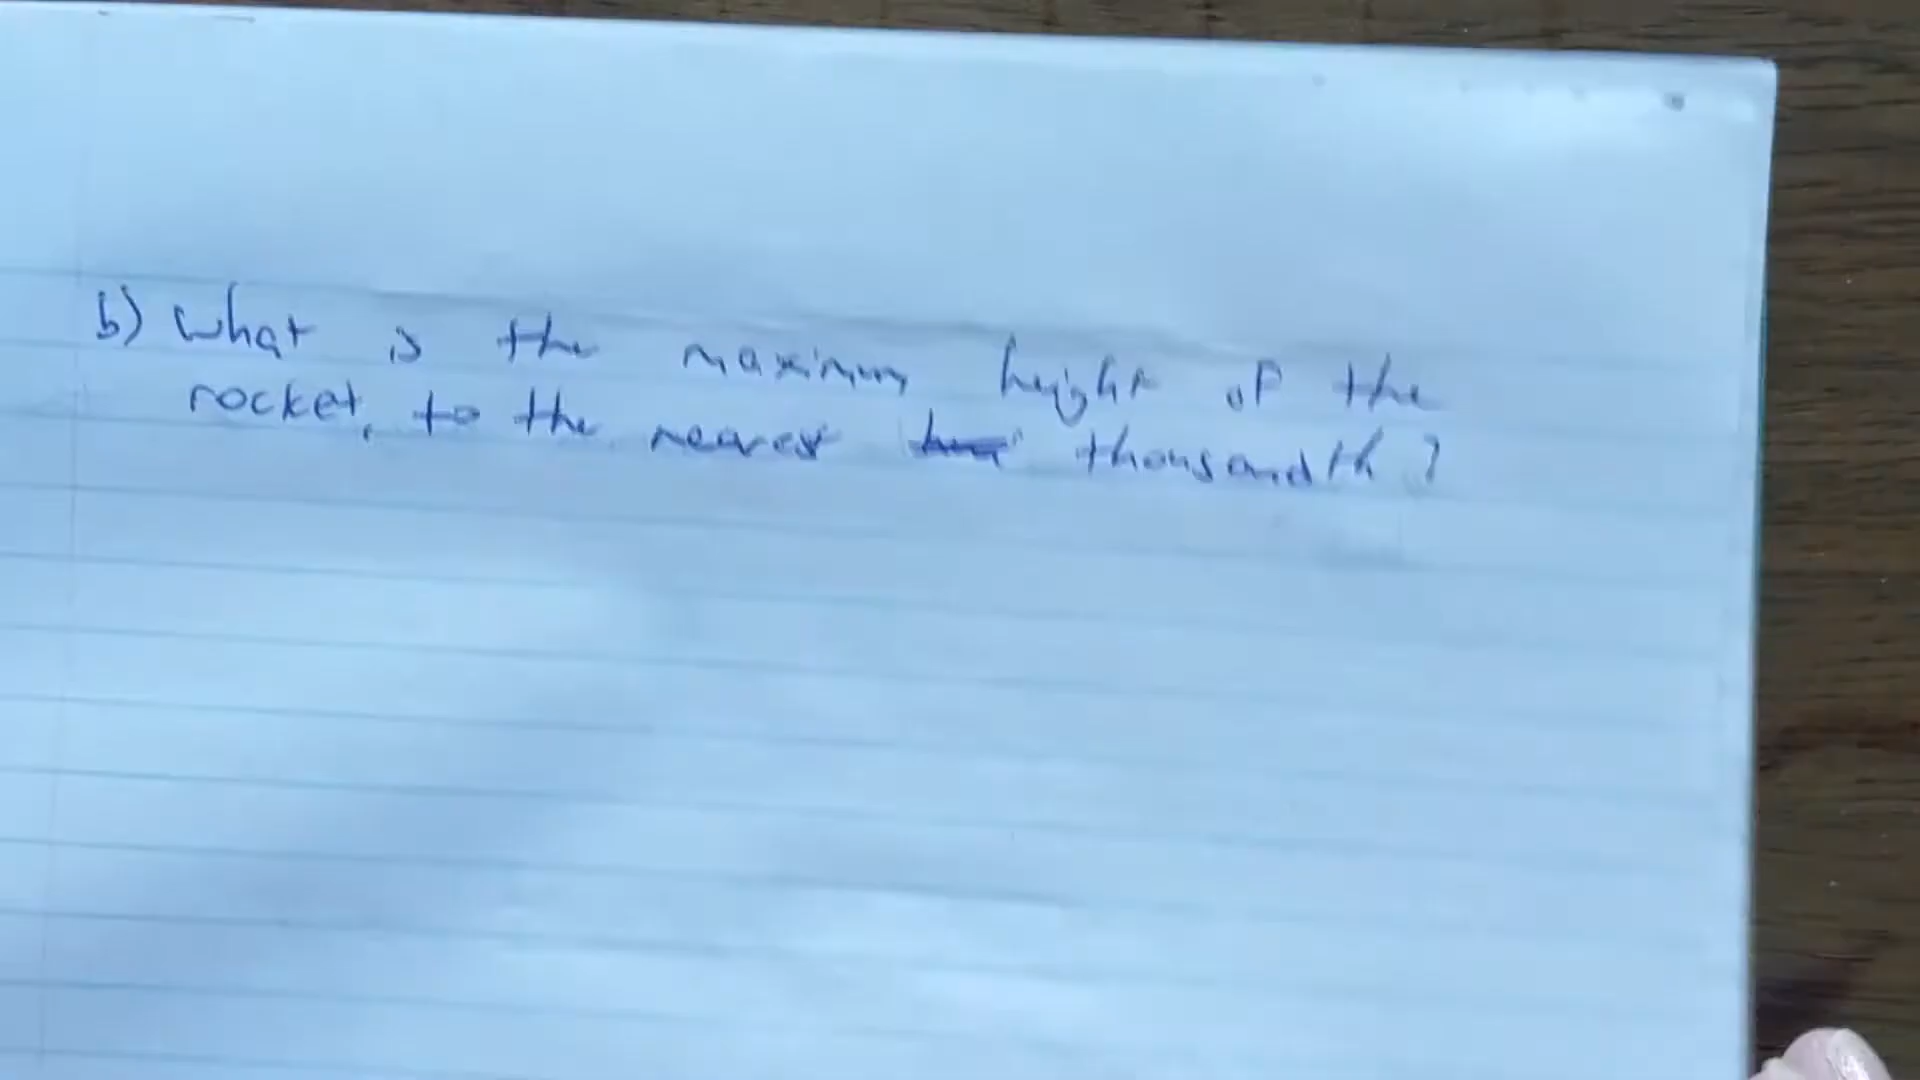 b) What is the maximum height of the
rocket, to the nearest thousandth?